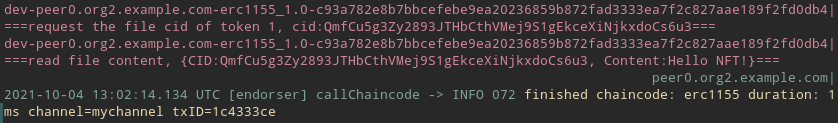 dev-peer0.org2.example.com-erc1155_1.0-c93a782e8b7bbcefebe9ea20236859b872fad3333ea7f2c827aae189f2fd0db4|
===request the file cid of token 1, cid:QmfCu5g3Zy2893JTHbCthVMej9S1gEkceXiNjkxdoCs6u3===
dev-peer0.org2.example.com-erc1155_1.0-c93a782e8b7bbcefebe9ea20236859b872fad3333ea7f2c827aae189f2fd0db4|
===read file content, {CID:QmfCu5g3Zy2893JTHbCthVMej9S1gEkceXiNjkxdoCs6u3, Content:Hello NFT!}===
peer0.org2.example.com|
2021-10-04 13:02:14.134 UTC [endorser] callChaincode -> INFO 072 finished chaincode: erc1155 duration: 1
ms channel=mychannel txID=1c4333ce